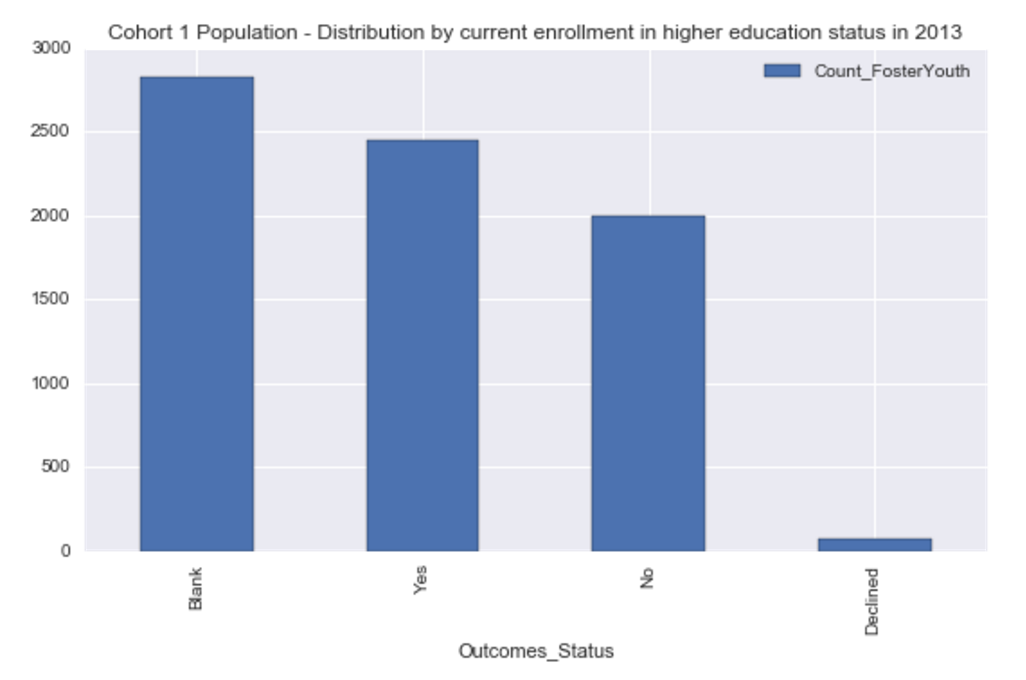 Cohort 1 Population - Distribution by current enrollment in higher education status in 2013
Count_FosterYouth
3000
2500
2000
1500
1000
500
0
Blank
Yes
No
Declined
Outcomes_Status